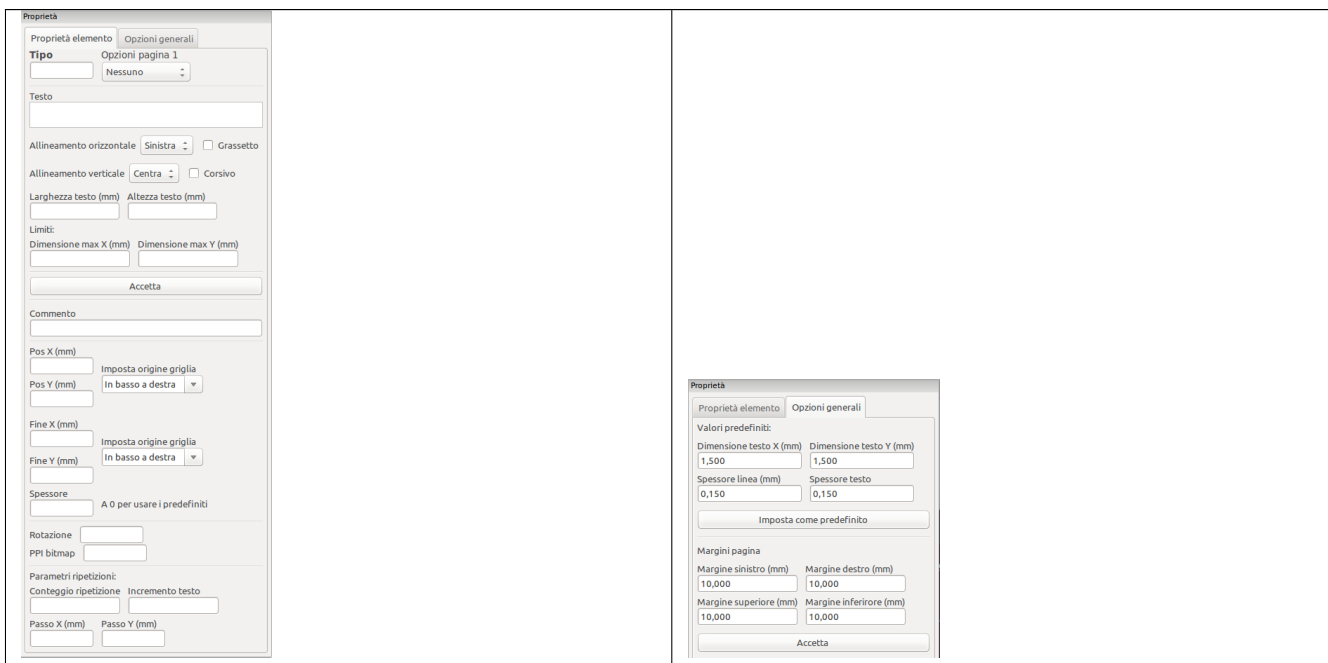 Proprietà
Proprietà elemento Opzioni generali
Tipo Opzioni pagina 1
Nessuno
Testo
Allineamento orizzontale Sinistra Grassetto
Allineamento verticale Centra Corsivo
Larghezza testo (mm) Altezza testo (mm)
Limiti:
Dimensione max X (mm) Dimensione max Y (mm)
Accetta
Commento
Pos X (mm)
Imposta origine griglia
Pos Y (mm) In basso a destra
Fine X (mm)
Imposta origine griglia
Fine Y (mm) In basso a destra
Spessore
A 0 per usare i predefiniti
Rotazione
PPI bitmap
Parametri ripetizioni:
Conteggio ripetizione Incremento testo
Passo X (mm) Passo Y (mm)
Proprietà
Proprietà elemento Opzioni generali
Valori predefiniti:
Dimensione testo X (mm) Dimensione testo Y (mm)
1,500 1,500
Spessore linea (mm) Spessore testo
0,150 0,150
Imposta come predefinito
Margini pagina
Margine sinistro (mm) Margine destro (mm)
10,000 10,000
Margine superiore (mm) Margine inferirore (mm)
10,000 10,000
Accetta